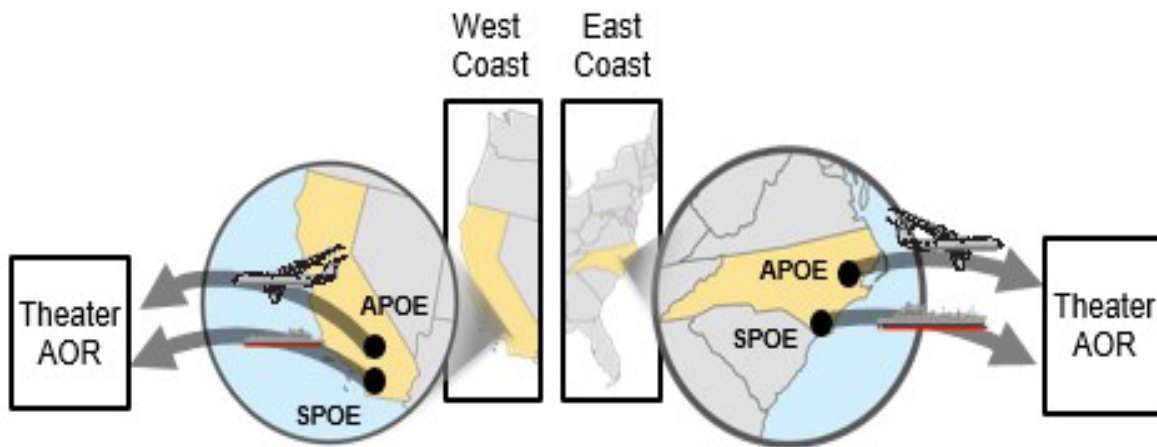 West
Coast
East
Coast
Theater
AOR
APOE
SPOE
APOE
SPOE
Theater
AOR